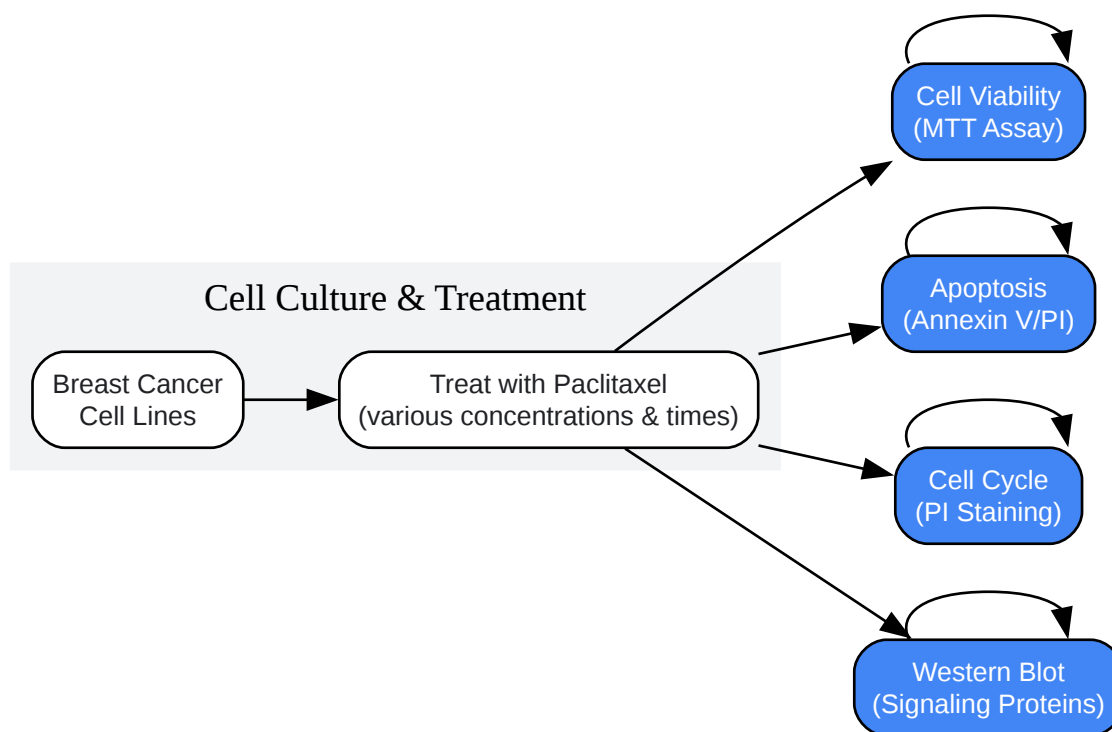 Cell Culture & Treatment
Breast Cancer
Cell Lines
Treat with Paclitaxel
(various concentrations & times)
Cell Viability
(MTT Assay)
Apoptosis
(Annexin V/PI)
Cell Cycle
(PI Staining)
Western Blot
(Signaling Proteins)